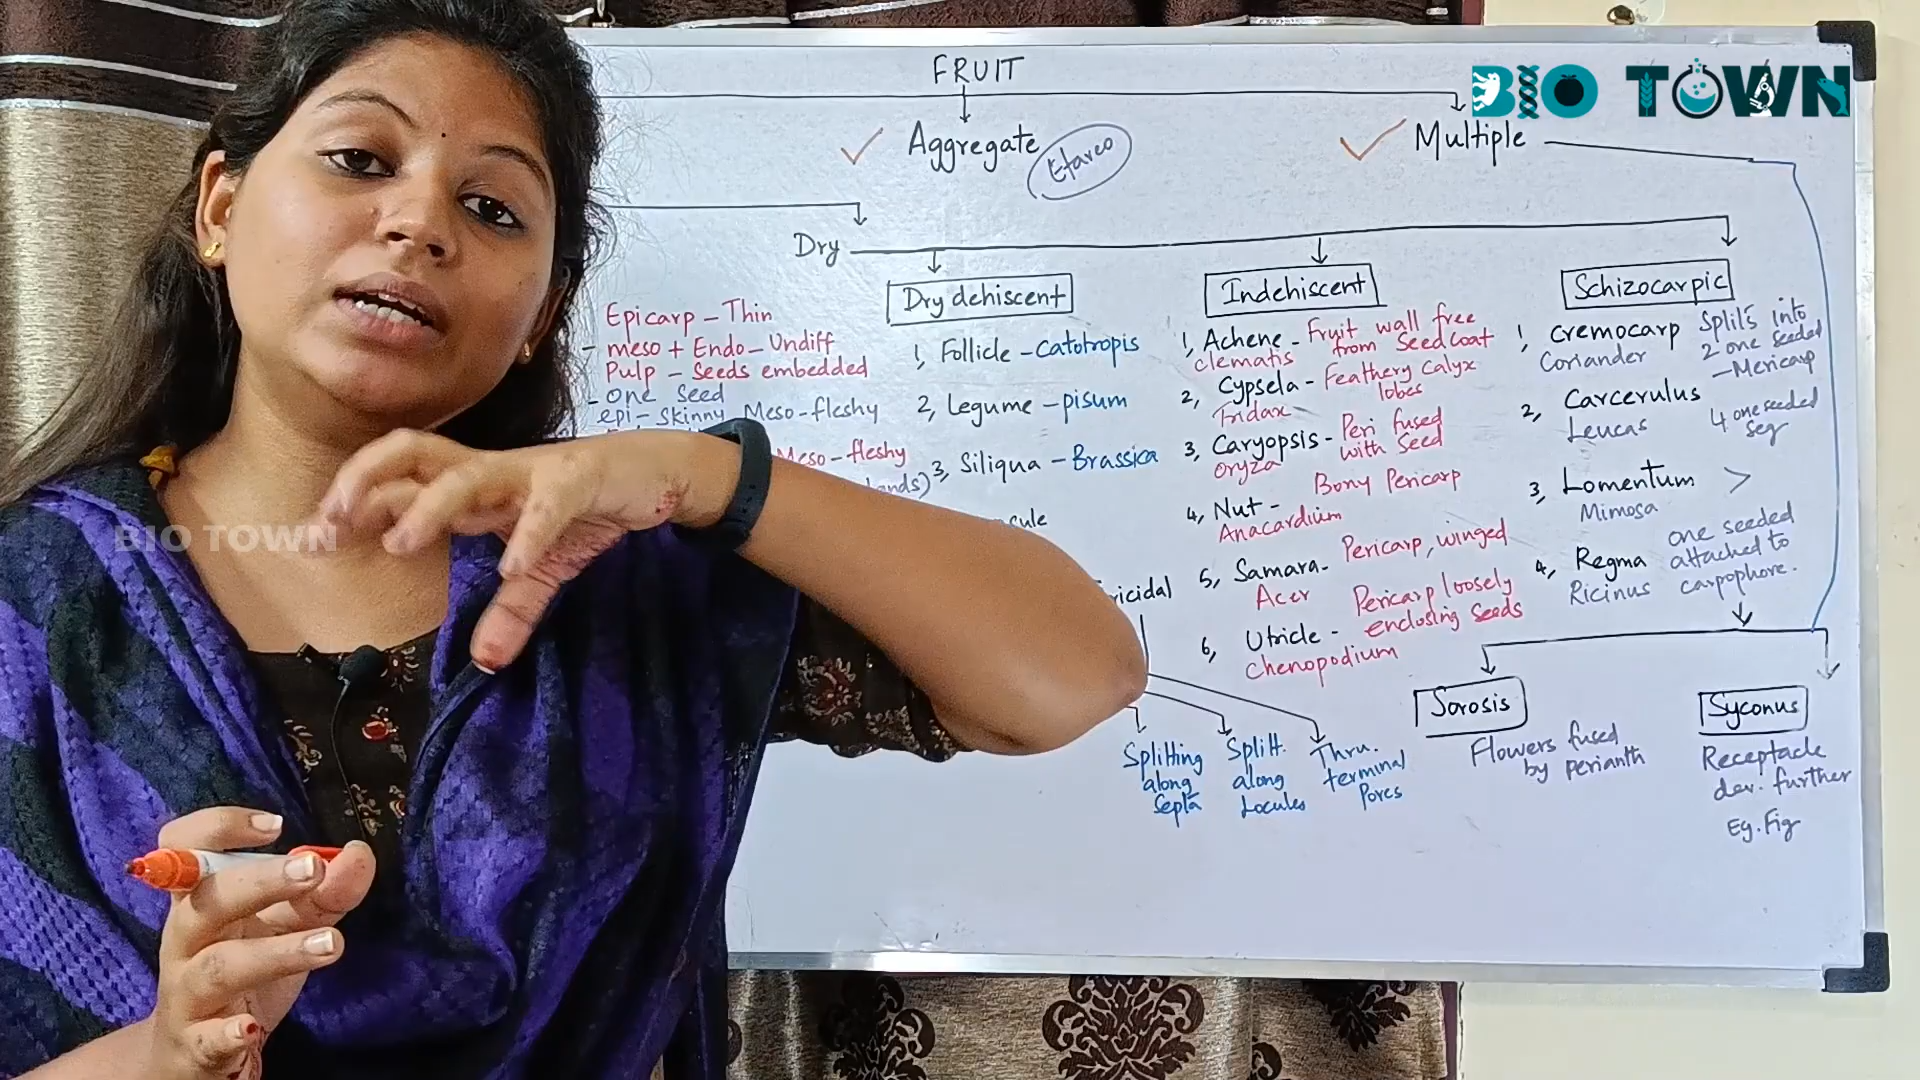 BIO TOWN
FRUIT
Aggregate
Etareo
Multiple
Dry
Epicarp - Thin
- meso + Endo - Undiff
Pulp - Seeds embedded
- one seed
epi - skinny Meso - fleshy
Meso - fleshy
Dry dehiscent
1, Follicle - Catotropis
2, Legume - pisum
3, Siliqua - Brassica
Indehiscent
1, Achene - Fruit wall free
clematis from Seed coat
2, Cypsela - Feathery calyx
Tridax lobes
3, Caryopsis - Peri fused
oryza with Seed
4, Nut - Bony Pericarp
Anacardium
5, Samara - Pericarp, winged
Acer
6, Utricle - Pericarp loosely
enclosing Seeds
Chenopodium
Schizocarpic
1, Cremocarp Splits into
Coriander 2 one seeded
- Mericarp
2, Carcerulus 4 one seeded
Leucas seg
3, Lomentum >
Mimosa
4, Regma one seeded
Ricinus attached to
carpophore.
Splitting
along
Septa
Splitt.
along
Locules
Thru.
terminal
Pores
Sorosis
Flowers fused
by perianth
Syconus
Receptacle
dev. further
Eg. Fig
BIO TOWN